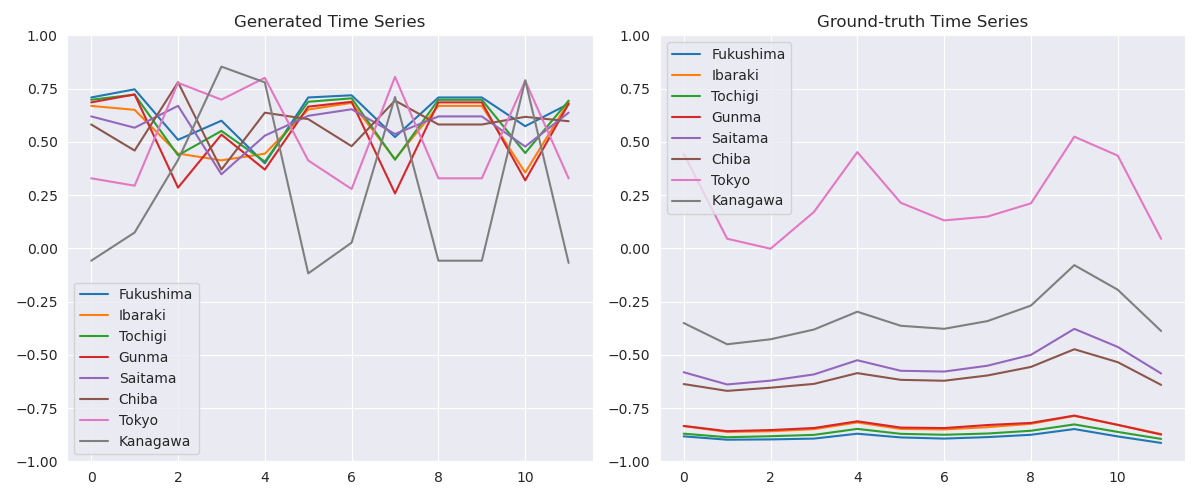 Generated Time Series
1.00
0.75
0.50
0.25
0.00
−0.25
−0.50
−0.75
−1.00
0
2
4
6
8
10
Fukushima
Ibaraki
Tochigi
Gunma
Saitama
Chiba
Tokyo
Kanagawa
Ground-truth Time Series
1.00
0.75
0.50
0.25
0.00
−0.25
−0.50
−0.75
−1.00
0
2
4
6
8
10
Fukushima
Ibaraki
Tochigi
Gunma
Saitama
Chiba
Tokyo
Kanagawa